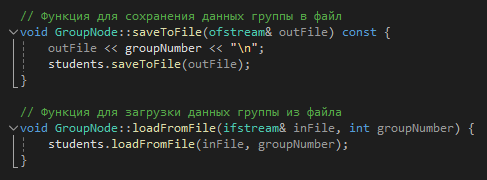 // Функция для сохранения данных группы в файл
void GroupNode::saveToFile(ofstream& outFile) const {
    outFile << groupNumber << "\n";
    students.saveToFile(outFile);
}
// Функция для загрузки данных группы из файла
void GroupNode::loadFromFile(ifstream& inFile, int groupNumber) {
    students.loadFromFile(inFile, groupNumber);
}